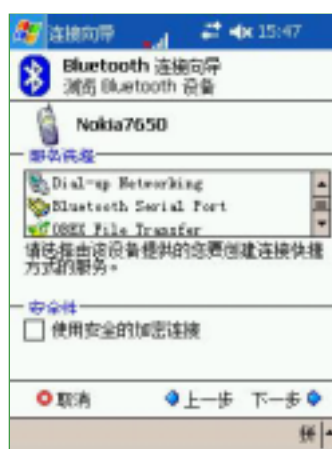 连接向导 15:47
Bluetooth 连接向导
浏览 Bluetooth 设备
Nokia7650
服务选择
Dial-up Networking
Bluetooth Serial Port
OBEX File Transfer
请选择由该设备提供的您要创建连接快捷
方式的服务。
安全性
使用安全的加密连接
取消 上一步 下一步
拼